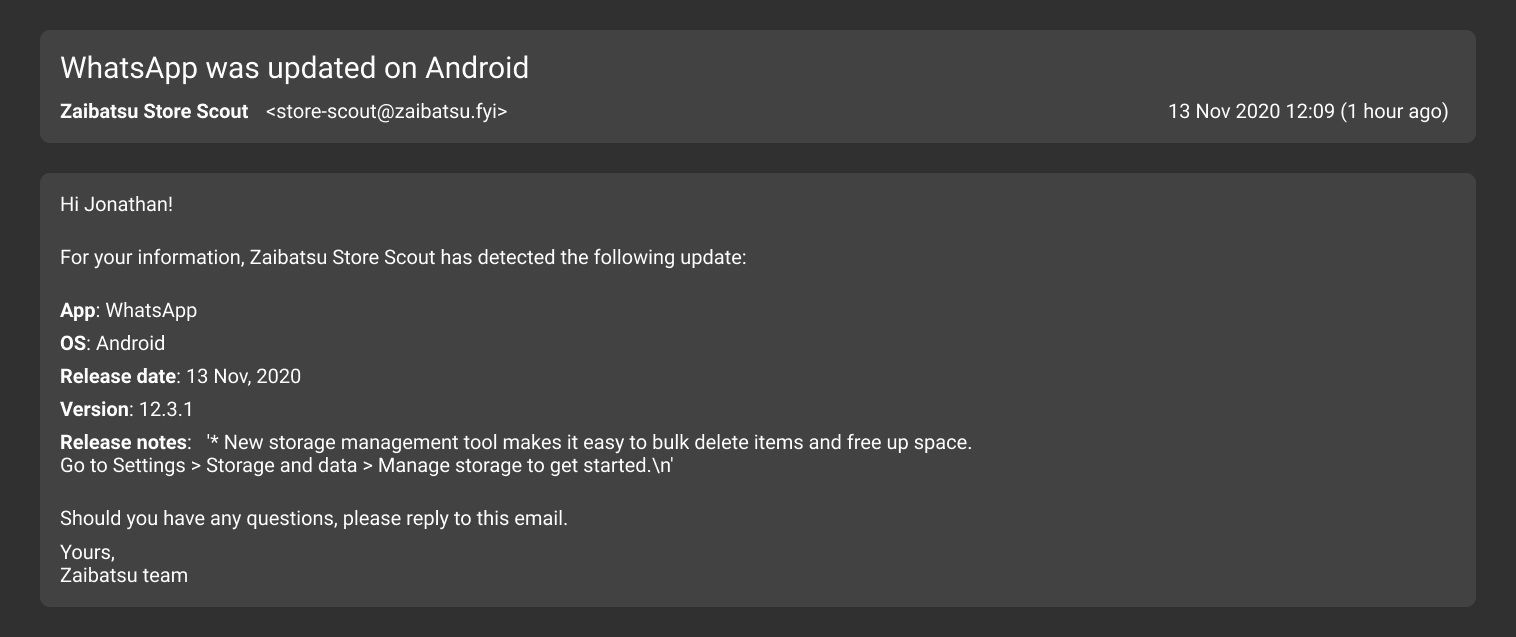 WhatsApp was updated on Android
Zaibatsu Store Scout <store-scout@zaibatsu.fyi> 13 Nov 2020 12:09 (1 hour ago)
Hi Jonathan!
For your information, Zaibatsu Store Scout has detected the following update:
App: WhatsApp
OS: Android
Release date: 13 Nov, 2020
Version: 12.3.1
Release notes: '* New storage management tool makes it easy to bulk delete items and free up space.
Go to Settings > Storage and data > Manage storage to get started.\n'
Should you have any questions, please reply to this email.
Yours,
Zaibatsu team